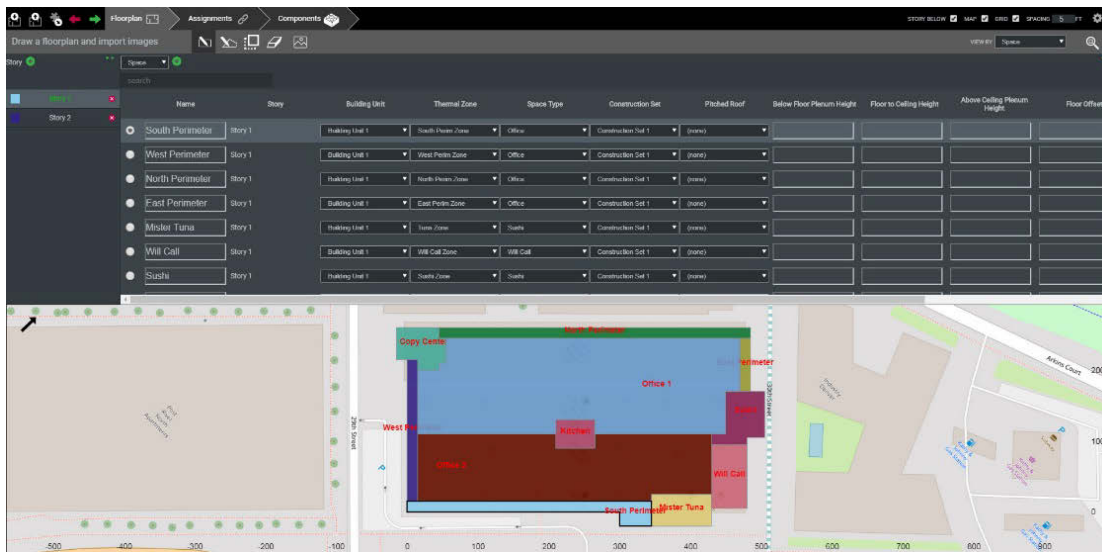 Floorplan
Assignments
Components
STORY BELOW
MAP
GRID
SPACING 5 FT
Draw a floorplan and import images
VIEW BY Space
Story
Space
search
Name Story Building Unit Thermal Zone Space Type Construction Set Pitched Roof Below Floor Plenum Height Floor to Ceiling Height Above Ceiling Plenum Height Floor Offset
Story 1
Story 2
South Perimeter Story 1 Building Unit 1 South Perim Zone Office Construction Set 1 (none)
West Perimeter Story 1 Building Unit 1 West Perim Zone Office Construction Set 1 (none)
North Perimeter Story 1 Building Unit 1 North Perim Zone Office Construction Set 1 (none)
East Perimeter Story 1 Building Unit 1 East Perim Zone Office Construction Set 1 (none)
Mister Tuna Story 1 Building Unit 1 Tuna Zone Sushi Construction Set 1 (none)
Will Call Story 1 Building Unit 1 Will Call Zone Will Call Construction Set 1 (none)
Sushi Story 1 Building Unit 1 Sushi Zone Sushi Construction Set 1 (none)
North Perimeter
Copy Center
Perimeter
Office 1
Arkins Court
200
Industry Denver
29th Street
West P
Kitchen
100
P
Office 2
Will Call
South Perimeter
Mister Tuna
0
-500 -400 -300 -200 -100 0 100 200 300 400 500 600 700 800 900